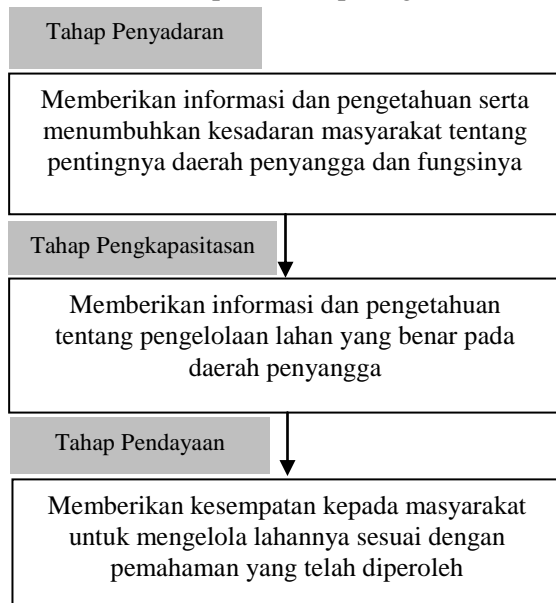 Tahap Penyadaran
Memberikan informasi dan pengetahuan serta
menumbuhkan kesadaran masyarakat tentang
pentingnya daerah penyangga dan fungsinya
Tahap Pengkapasitasan
Memberikan informasi dan pengetahuan
tentang pengelolaan lahan yang benar pada
daerah penyangga
Tahap Pendayaan
Memberikan kesempatan kepada masyarakat
untuk mengelola lahannya sesuai dengan
pemahaman yang telah diperoleh